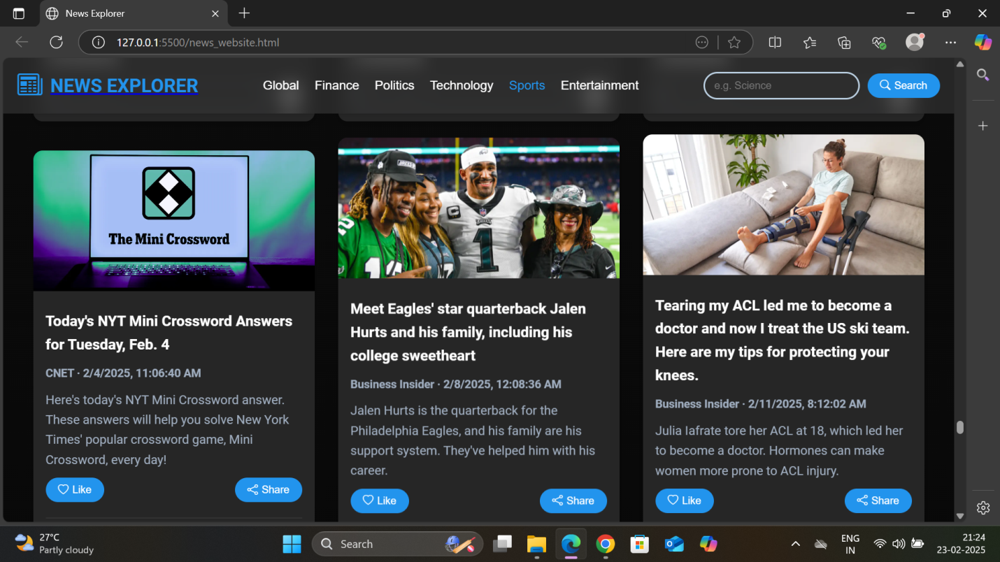 News Explorer
127.0.0.1:5500/news_website.html
NEWS EXPLORER
Global
Finance
Politics
Technology
Sports
Entertainment
e.g. Science
Search
The Mini Crossword
Today's NYT Mini Crossword Answers
for Tuesday, Feb. 4
CNET · 2/4/2025, 11:06:40 AM
Here's today's NYT Mini Crossword answer.
These answers will help you solve New York
Times' popular crossword game, Mini
Crossword, every day!
Like
Share
1
Meet Eagles' star quarterback Jalen
Hurts and his family, including his
college sweetheart
Business Insider · 2/8/2025, 12:08:36 AM
Jalen Hurts is the quarterback for the
Philadelphia Eagles, and his family are his
support system. They've helped him with his
career.
Like
Share
Tearing my ACL led me to become a
doctor and now I treat the US ski team.
Here are my tips for protecting your
knees.
Business Insider · 2/11/2025, 8:12:02 AM
Julia Iafrate tore her ACL at 18, which led her
to become a doctor. Hormones can make
women more prone to ACL injury.
Like
Share
27°C
Partly cloudy
Search
ENG
IN
21:24
23-02-2025